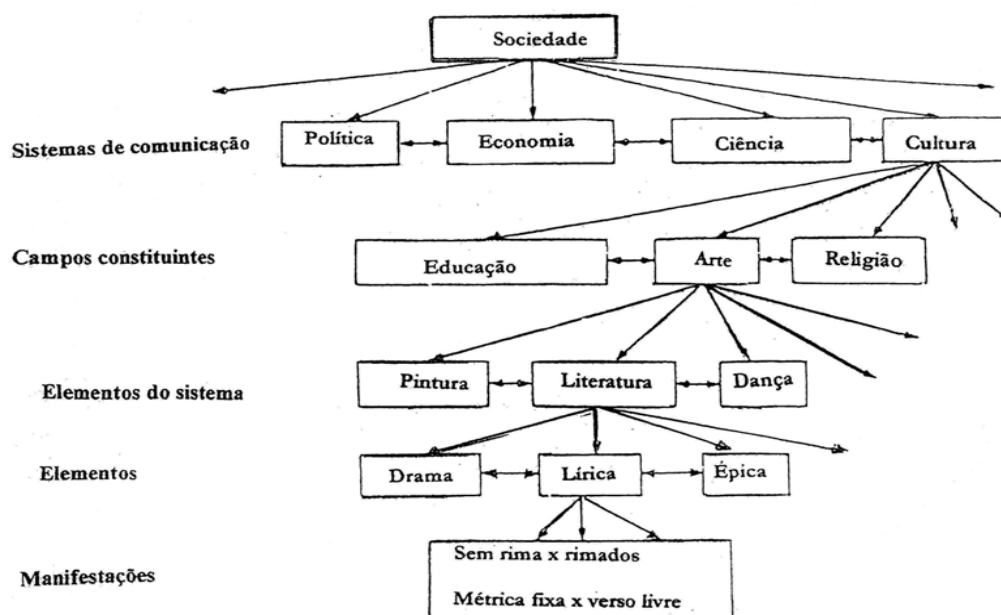 Sociedade
Sistemas de comunicação Política Economia Ciência Cultura
Campos constituintes Educação Arte Religião
Elementos do sistema Pintura Literatura Dança
Elementos Drama Lírica Épica
Sem rima x rimados
Manifestações
Métrica fixa x verso livre